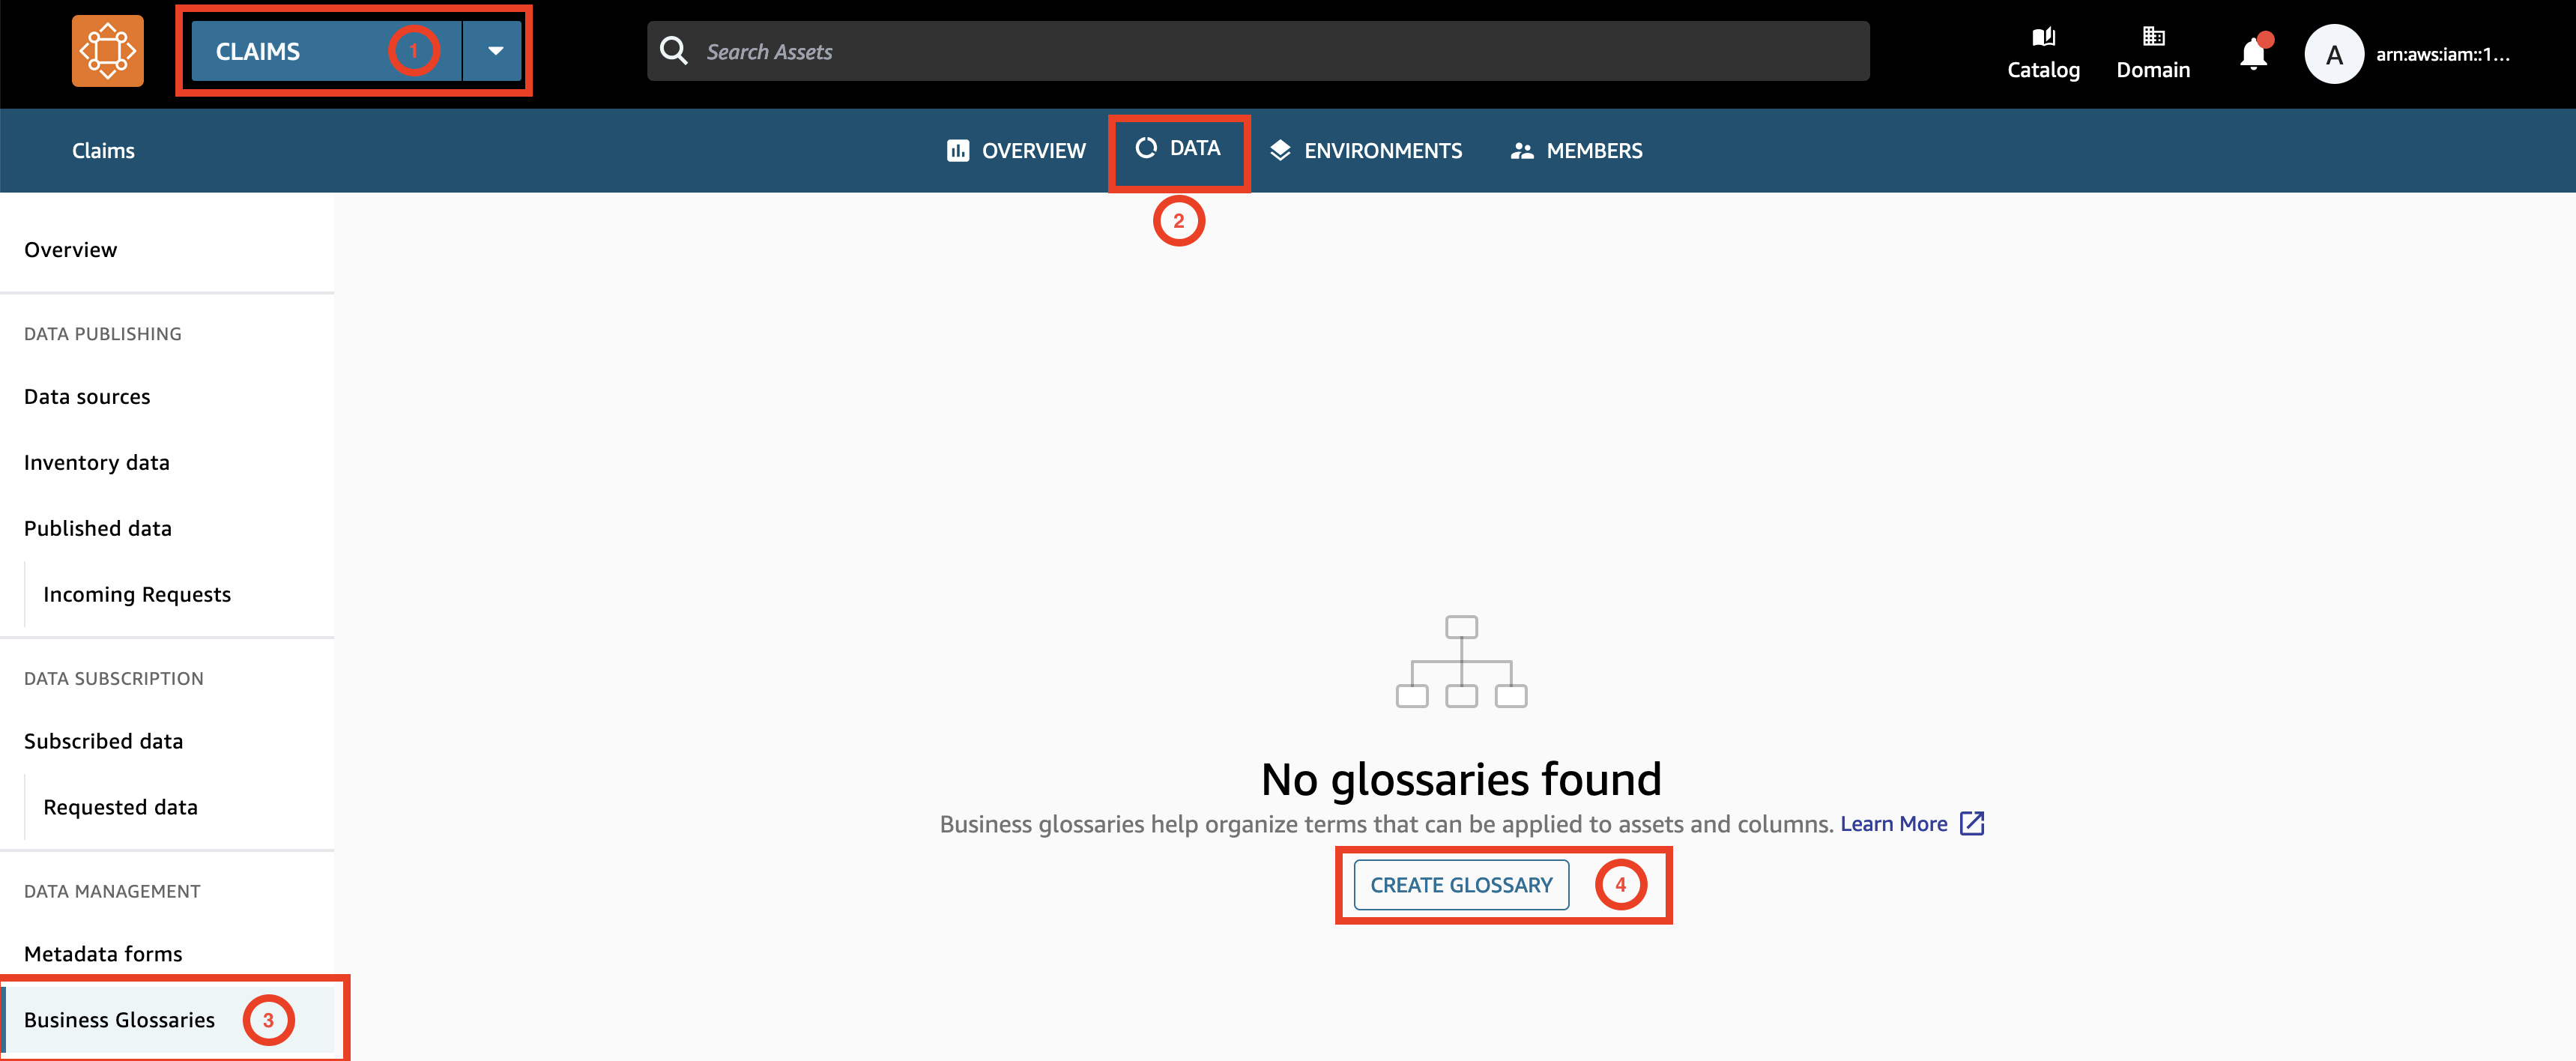 CLAIMS 1
Search Assets
Catalog
Domain
A
arn:aws:iam::1...
Claims
OVERVIEW
DATA
ENVIRONMENTS
MEMBERS
2
Overview
DATA PUBLISHING
Data sources
Inventory data
Published data
Incoming Requests
DATA SUBSCRIPTION
Subscribed data
Requested data
DATA MANAGEMENT
Metadata forms
Business Glossaries 3
No glossaries found
Business glossaries help organize terms that can be applied to assets and columns. Learn More
CREATE GLOSSARY 4